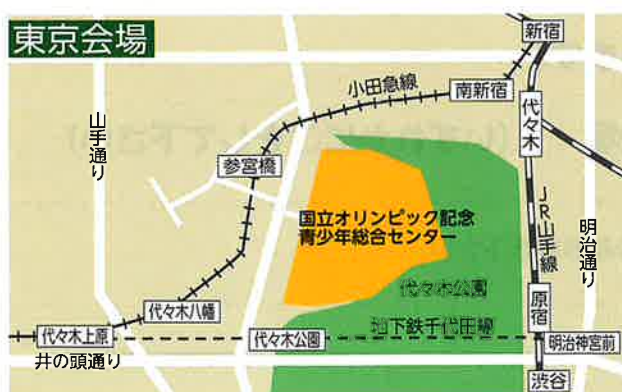 東京会場
新宿
小田急線
南新宿
代々木
山手通り
参宮橋
国立オリンピック記念
青少年総合センター
JR山手線
明治通り
代々木公園
原宿
代々木八幡
地下鉄千代田線
代々木上原
代々木公園
明治神宮前
井の頭通り
渋谷